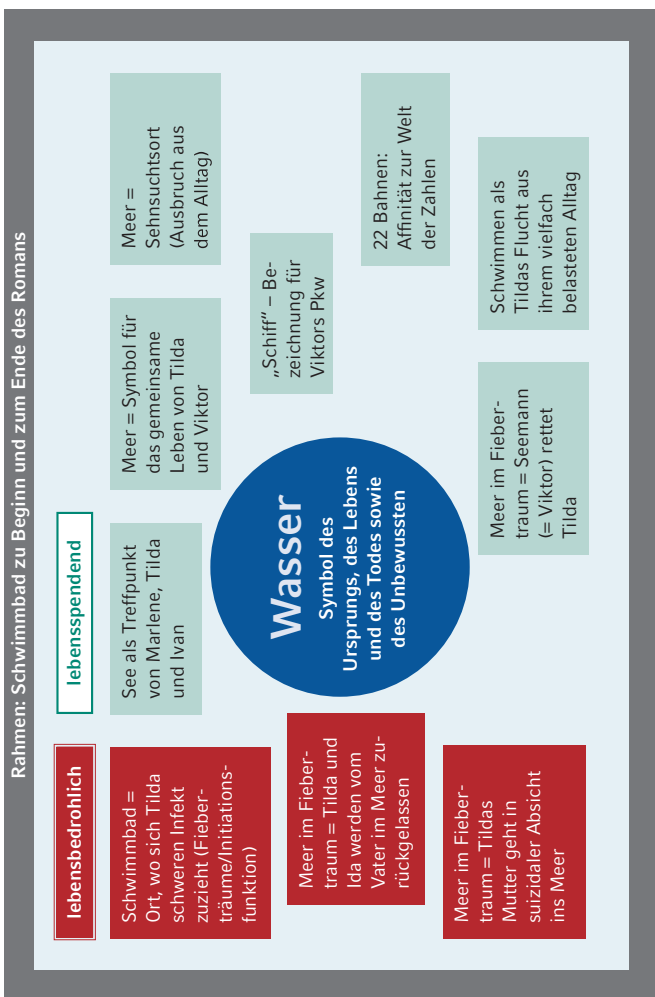 Rahmen: Schwimmbad zu Beginn und zum Ende des Romans
lebensbedrohlich
lebensspendend
Schwimmbad =
Ort, wo sich Tilda
schweren Infekt
zuzieht (Fieber-
träume/Initiations-
funktion)
See als Treffpunkt
von Marlene, Tilda
und Ivan
Meer = Symbol für
das gemeinsame
Leben von Tilda
und Viktor
Meer =
Sehnsuchtsort
(Ausbruch aus
dem Alltag)
Meer im Fieber-
traum = Tilda und
Ida werden vom
Vater im Meer zu-
rückgelassen
Wasser
Symbol des
Ursprungs, des Lebens
und des Todes sowie
des Unbewussten
„Schiff“ – Be-
zeichnung für
Viktors Pkw
22 Bahnen:
Affinität zur Welt
der Zahlen
Meer im Fieber-
traum = Tildas
Mutter geht in
suizidaler Absicht
ins Meer
Meer im Fieber-
traum = Seemann
(= Viktor) rettet
Tilda
Schwimmen als
Tildas Flucht aus
ihrem vielfach
belasteten Alltag